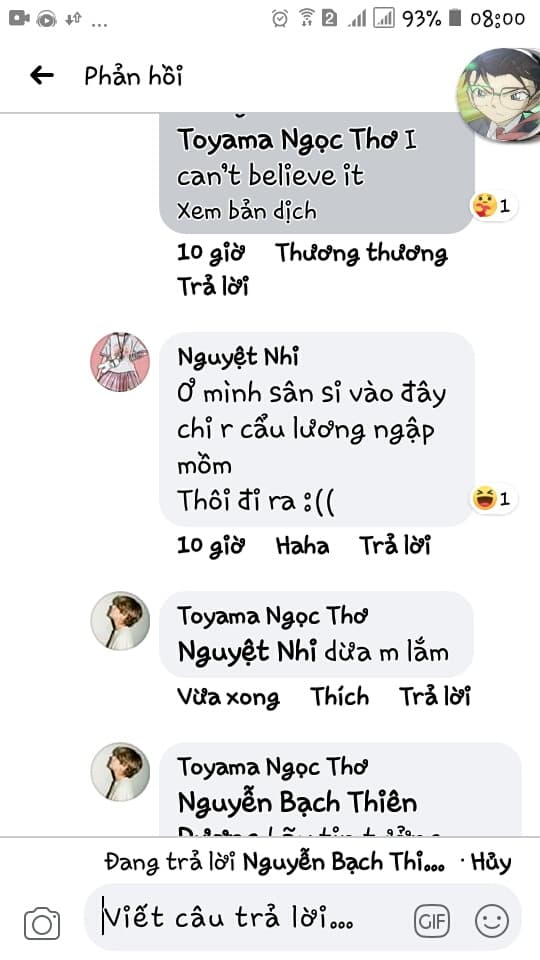 93% 08:00
Phản hồi
Toyama Ngọc Thơ I
can't believe it
Xem bản dịch
1
10 giờ Thương thương
Trả lời
Nguyệt Nhi
Ơ mình sân si vào đây
chi r cẩu lương ngập
mồm
Thôi đi ra :((
1
10 giờ Haha Trả lời
Toyama Ngọc Thơ
Nguyệt Nhi dừa m lắm
Vừa xong Thích Trả lời
Toyama Ngọc Thơ
Nguyễn Bạch Thiên
Đang trả lời Nguyễn Bạch Thi... · Hủy
Viết câu trả lời...
GIF